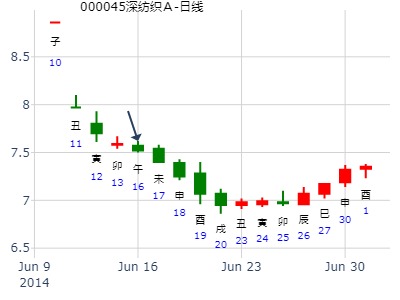 000045深纺织A-日线
8.5
8
7.5
7
6.5
子
10
丑
11
寅
12
卯
13
午
16
未
17
申
18
酉
19
戌
20
丑
23
寅
24
卯
25
辰
26
巳
27
申
30
酉
1
Jun 9
2014
Jun 16
Jun 23
Jun 30